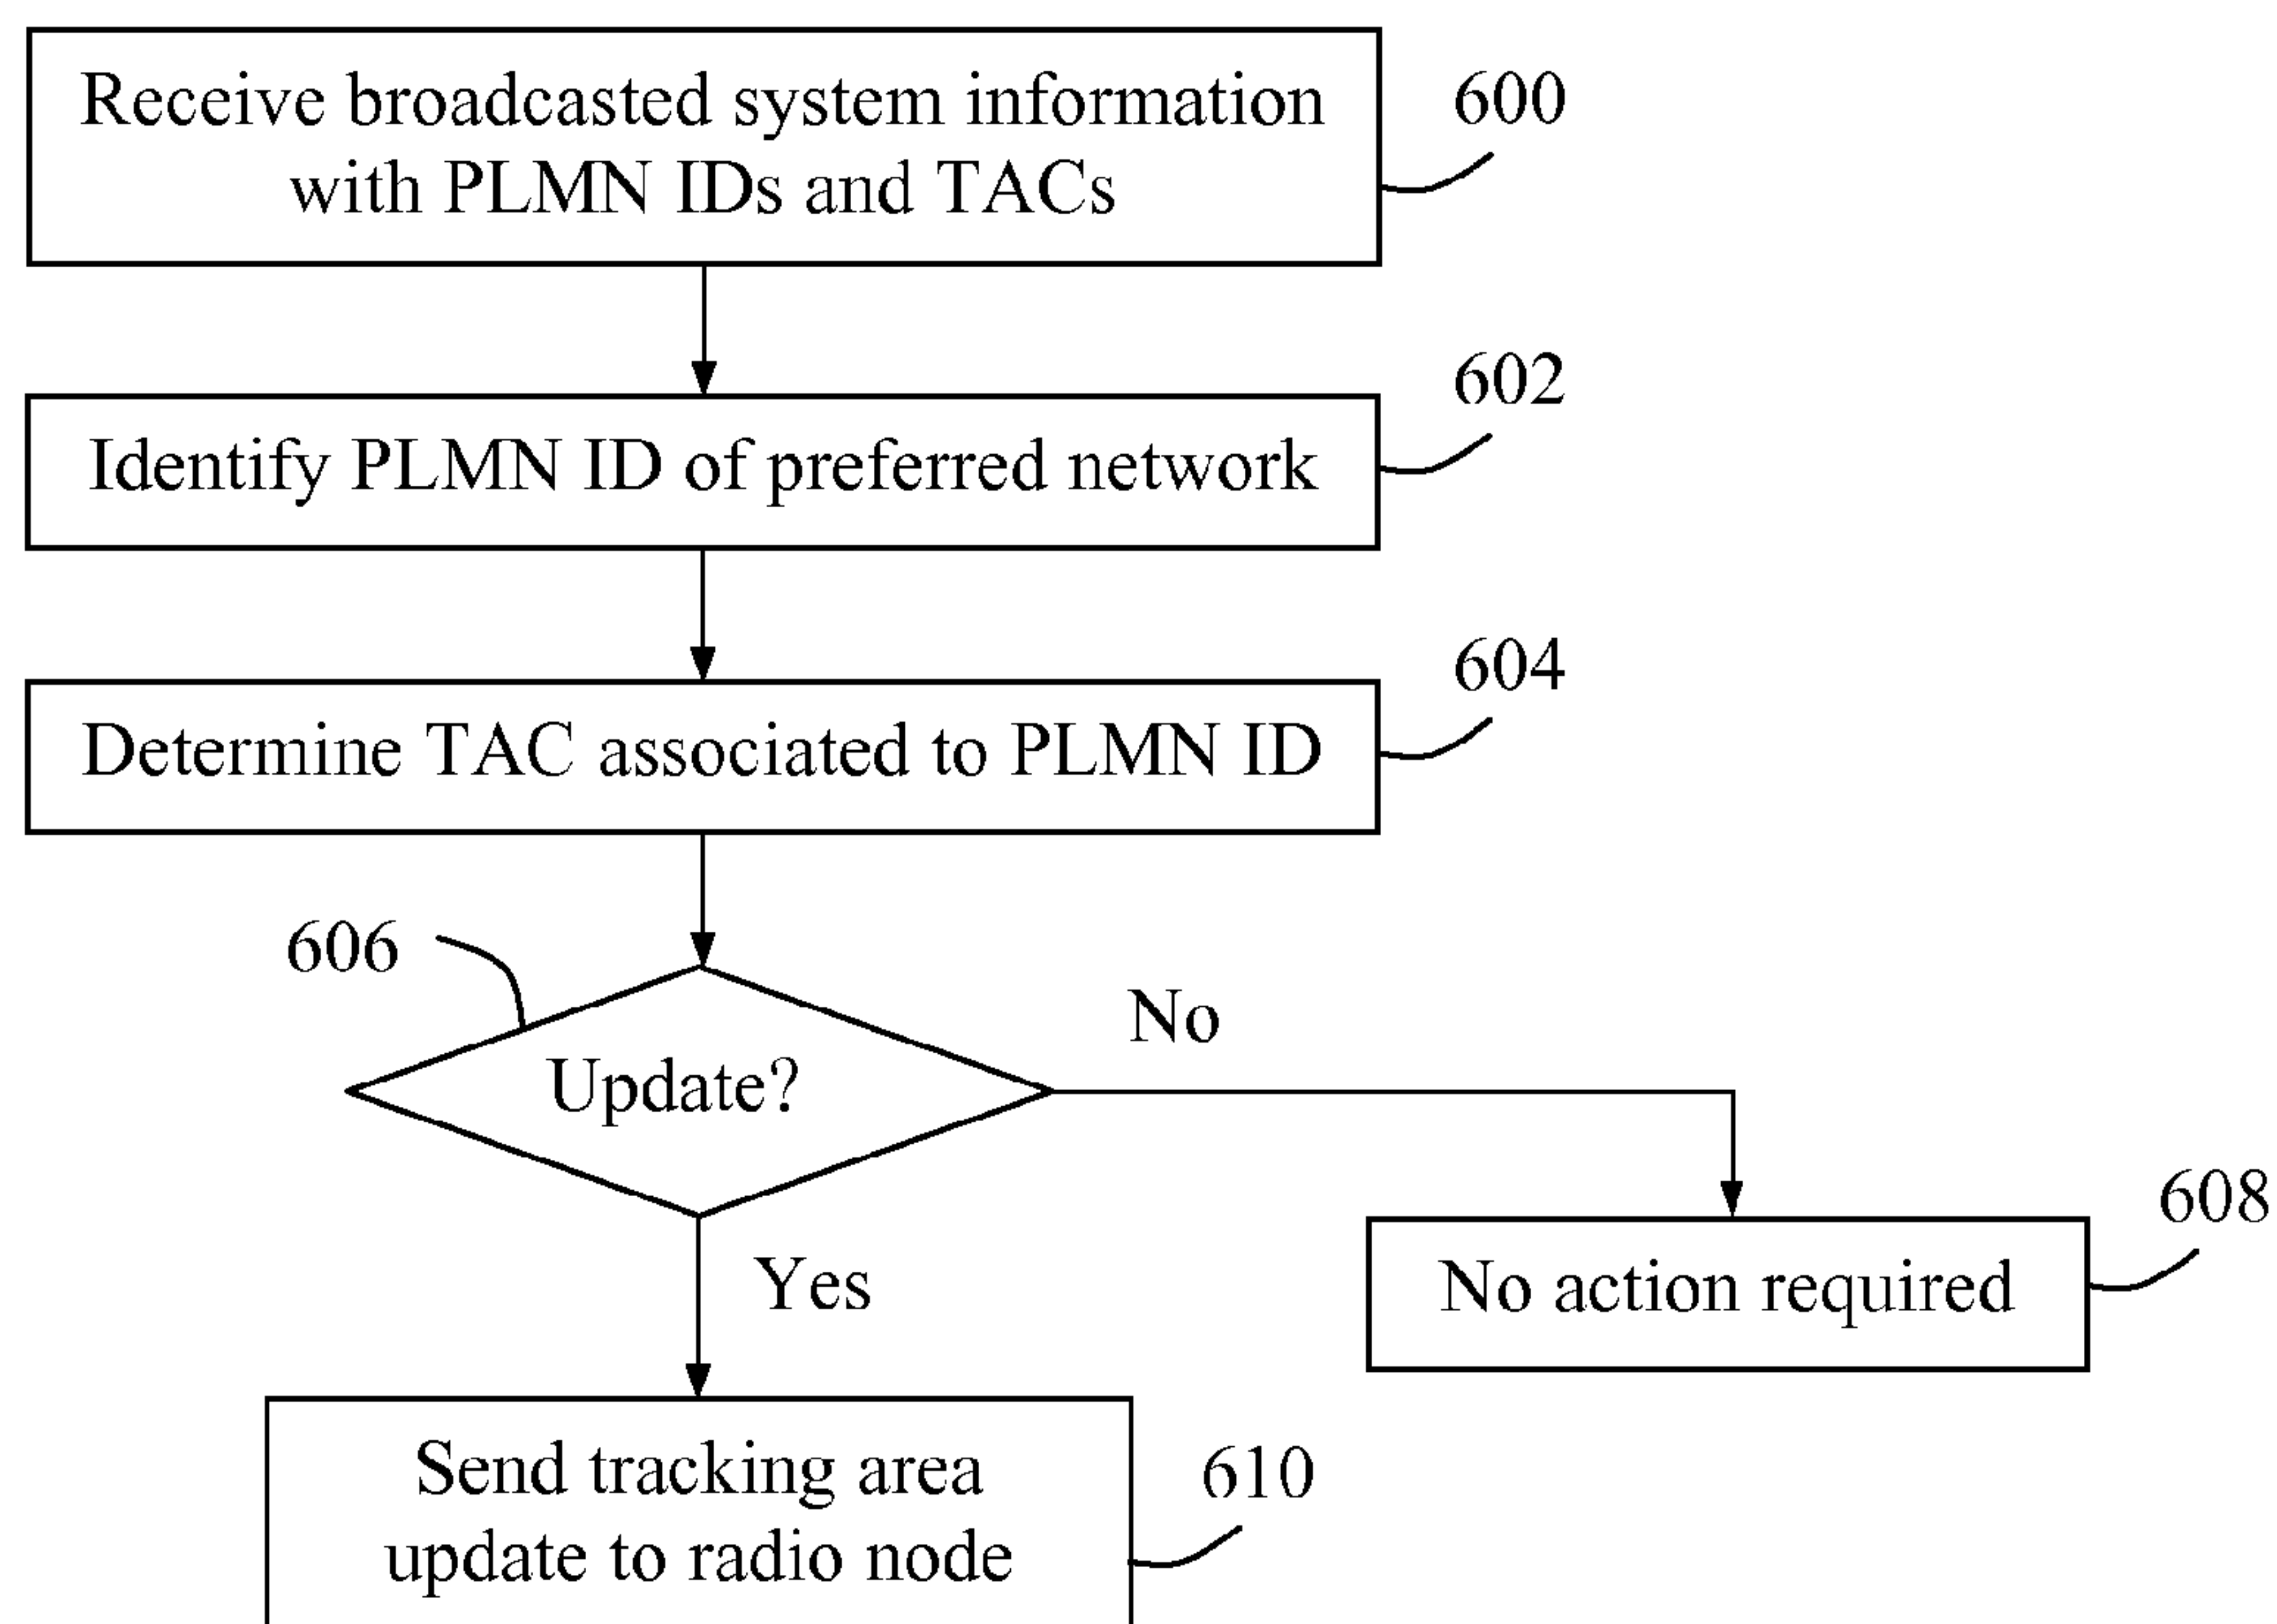 Receive broadcasted system information
with PLMN IDs and TACs
600
Identify PLMN ID of preferred network
602
Determine TAC associated to PLMN ID
604
606
Update?
No
No action required
608
Yes
Send tracking area
update to radio node
610